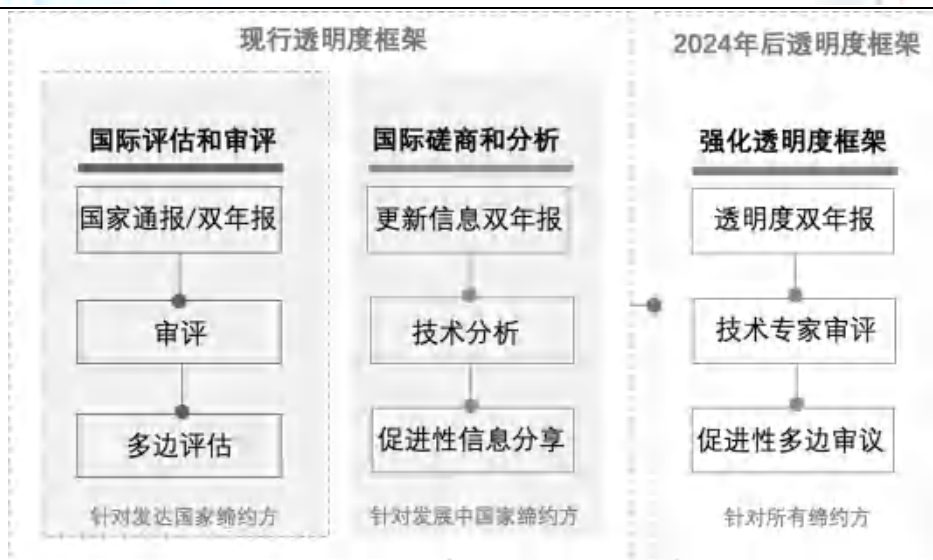 现行透明度框架
国际评估和审评
国家通报/双年报
审评
多边评估
针对发达国家缔约方
国际磋商和分析
更新信息双年报
技术分析
促进性信息分享
针对发展中国家缔约方
2024年后透明度框架
强化透明度框架
透明度双年报
技术专家审评
促进性多边审议
针对所有缔约方